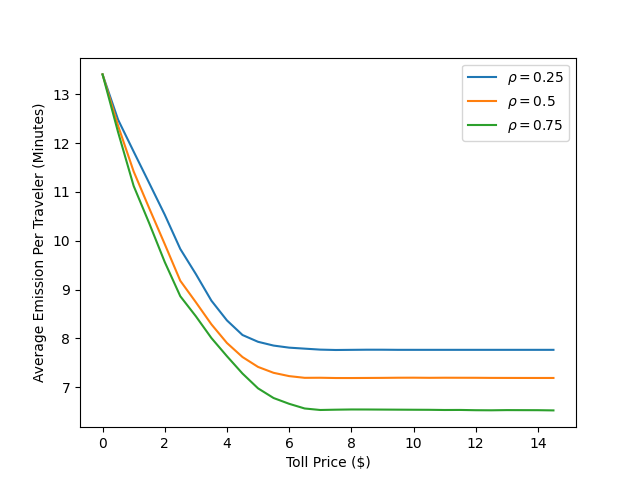 ρ = 0.25
ρ = 0.5
ρ = 0.75
13
12
11
10
9
8
7
Average Emission Per Traveler (Minutes)
0 2 4 6 8 10 12 14
Toll Price ($)